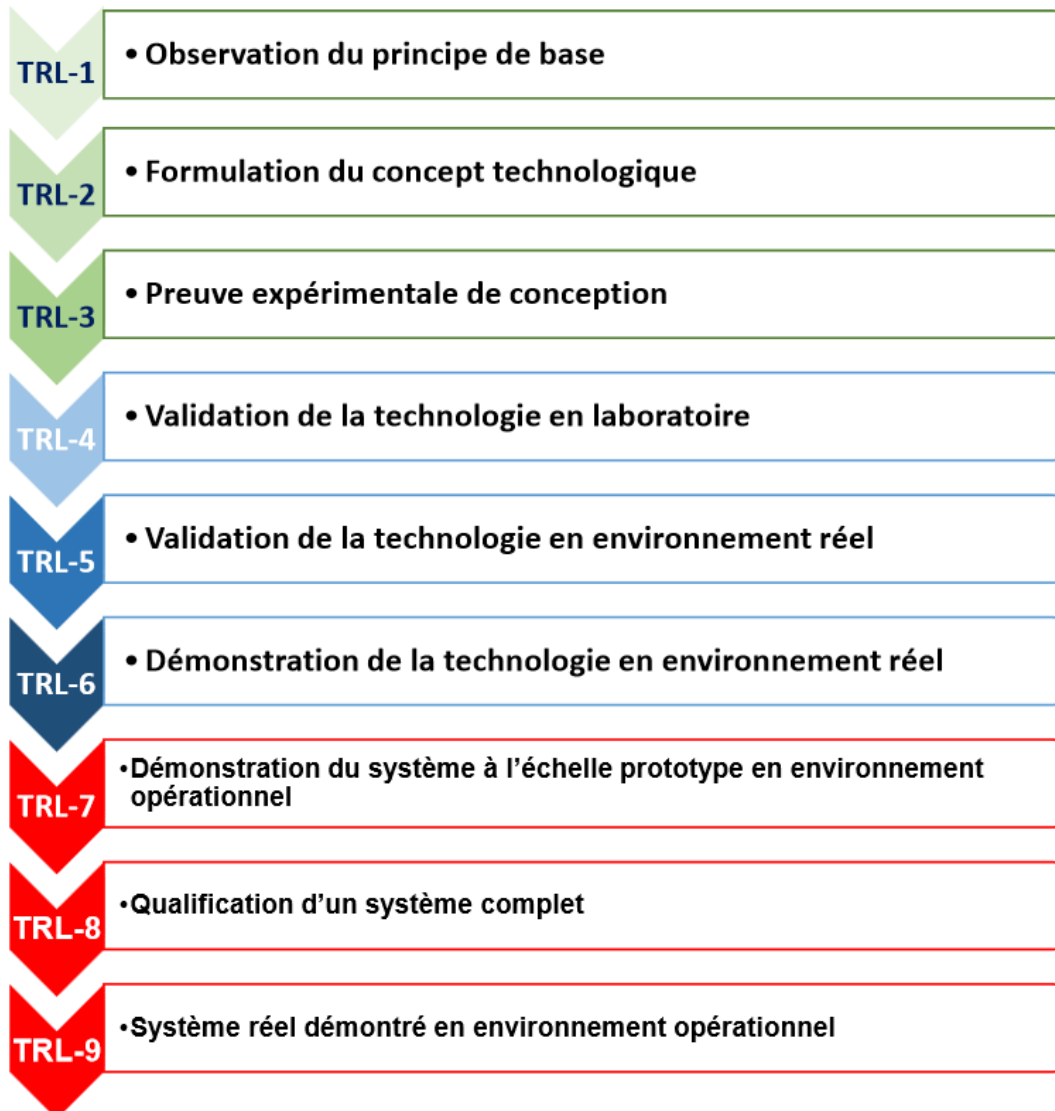 TRL-1
• Observation du principe de base
TRL-2
• Formulation du concept technologique
TRL-3
• Preuve expérimentale de conception
TRL-4
• Validation de la technologie en laboratoire
TRL-5
• Validation de la technologie en environnement réel
TRL-6
• Démonstration de la technologie en environnement réel
TRL-7
•Démonstration du système à l’échelle prototype en environnement
opérationnel
TRL-8
•Qualification d’un système complet
TRL-9
•Système réel démontré en environnement opérationnel